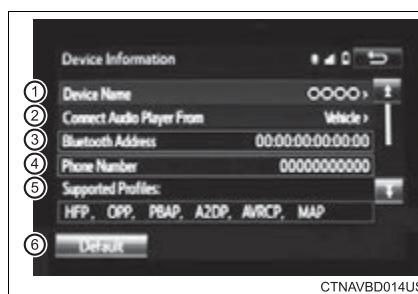 Device Information
1 Device Name OOOO›
2 Connect Audio Player From Vehicle›
3 Bluetooth Address 00:00:00:00:00:00
4 Phone Number 00000000000
5 Supported Profiles:
HFP, OPP, PBAP, A2DP, AVRCP, MAP
6 Default
CTNAVBD014US